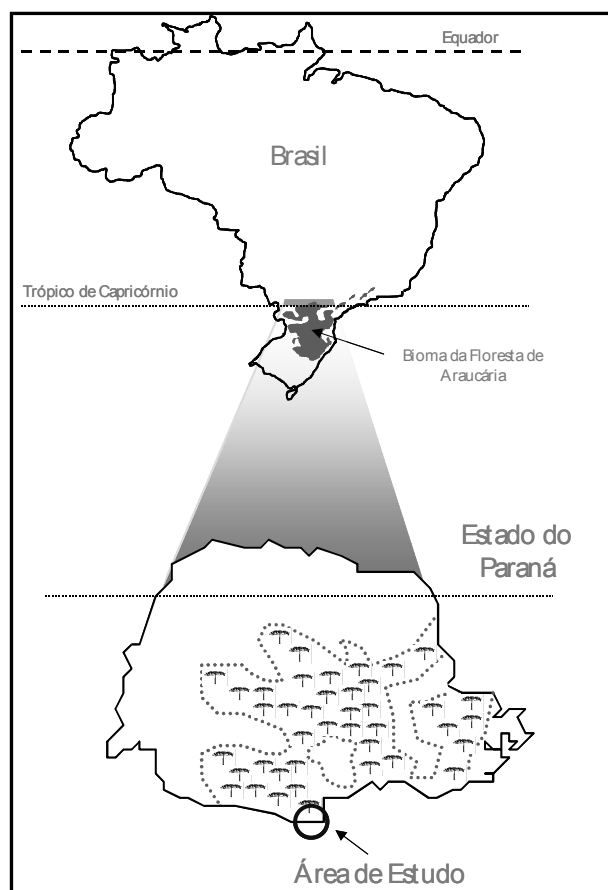 Equador
Brasil
Trópico de Capricórnio
Bioma da Floresta de
Araucária
Estado do
Paraná
Área de Estudo